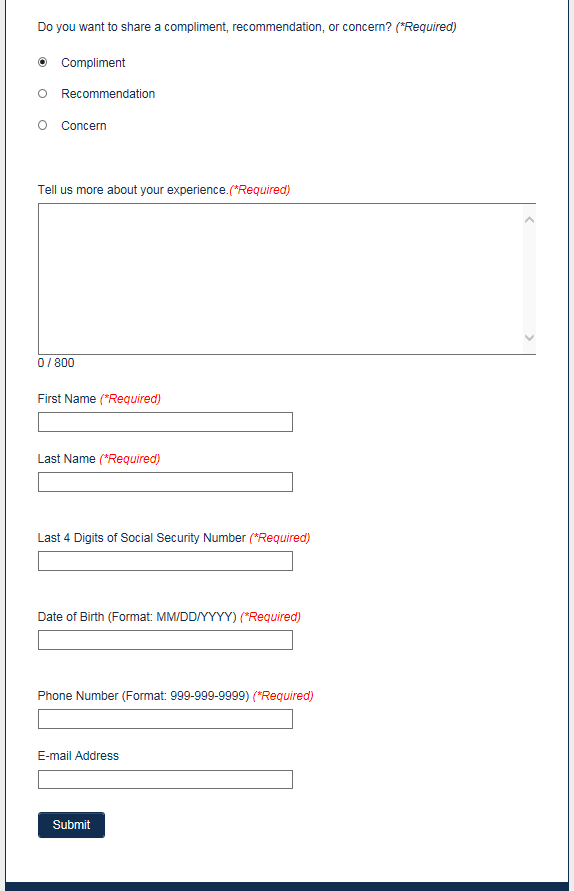 Do you want to share a compliment, recommendation, or concern? (*Required)
Compliment
Recommendation
Concern
Tell us more about your experience.(*Required)
0 / 800
First Name (*Required)
Last Name (*Required)
Last 4 Digits of Social Security Number (*Required)
Date of Birth (Format: MM/DD/YYYY) (*Required)
Phone Number (Format: 999-999-9999) (*Required)
E-mail Address
Submit